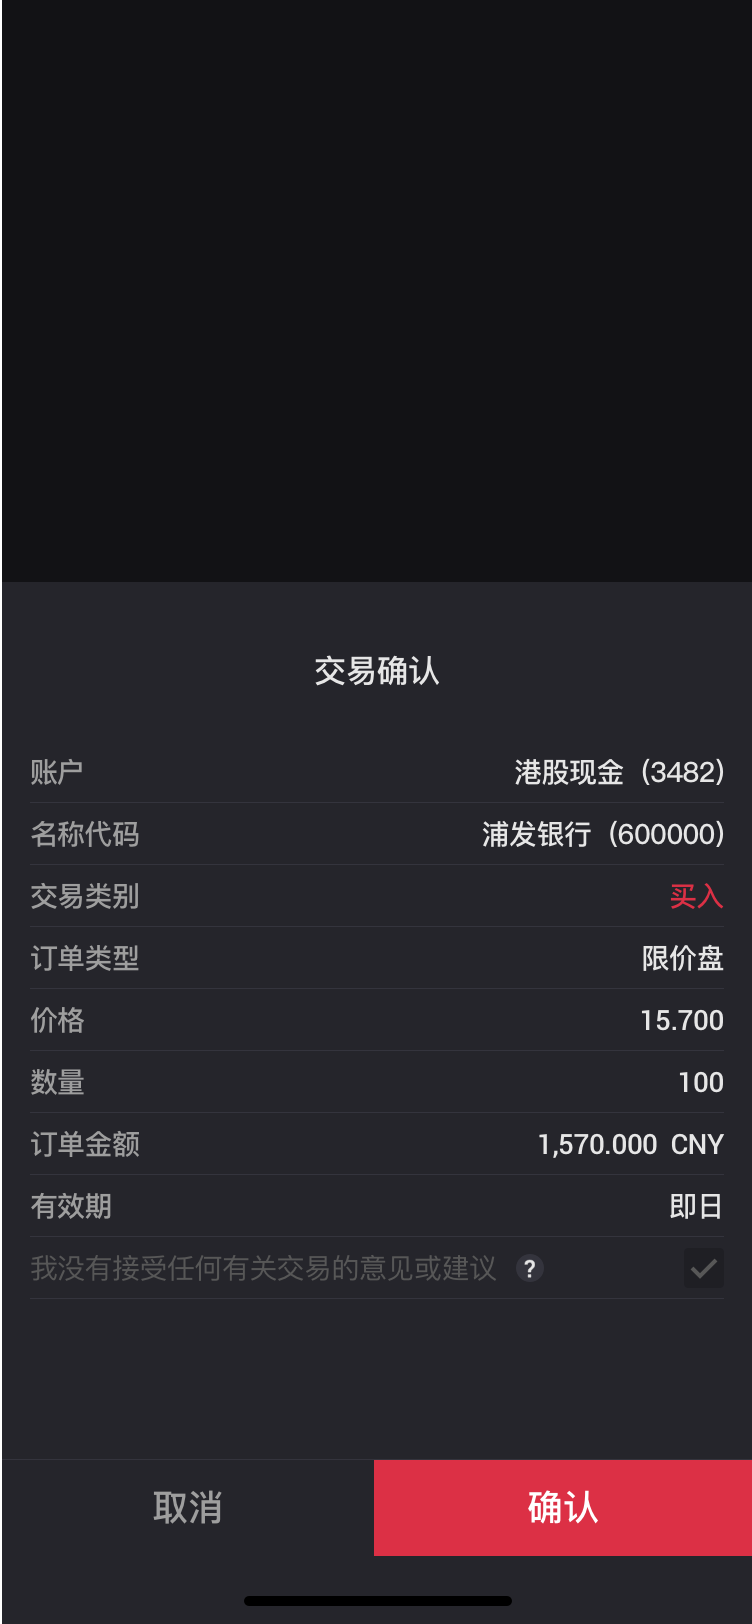 交易确认
账户 港股现金 (3482)
名称代码 浦发银行 (600000)
交易类别 买入
订单类型 限价盘
价格 15.700
数量 100
订单金额 1,570.000 CNY
有效期 即日
我没有接受任何有关交易的意见或建议 ?
取消 确认